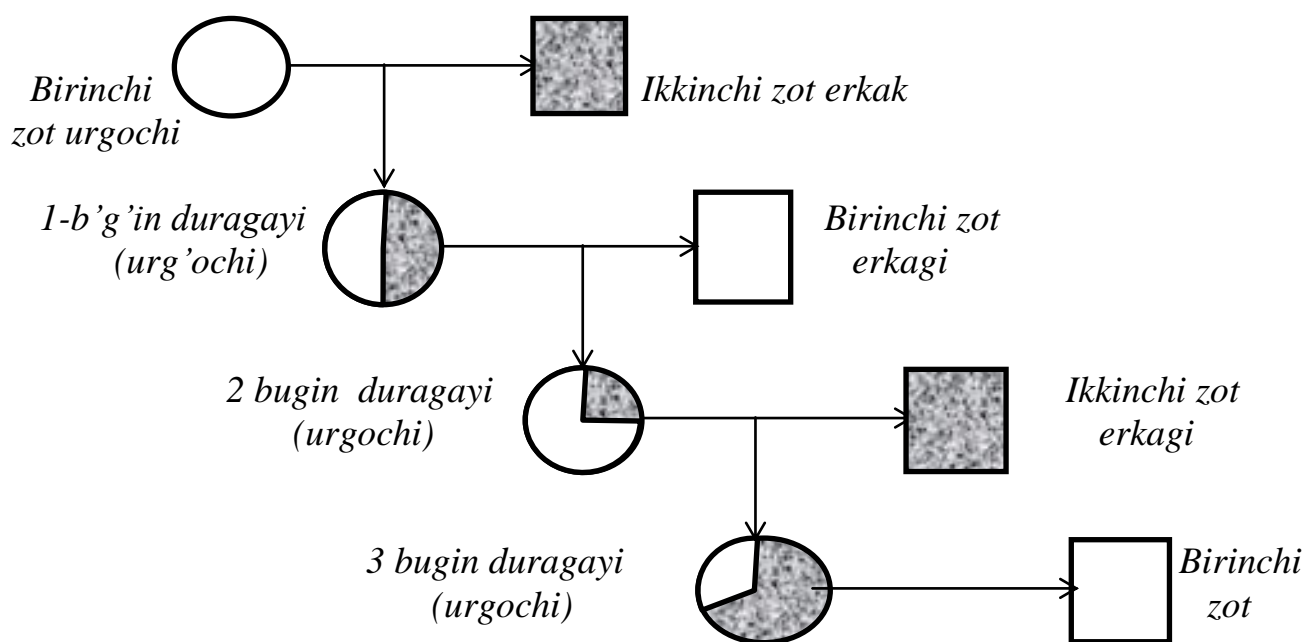 Birinchi
zot urgochi
Ikkinchi zot erkak
1-b’g’in duragayi
(urg’ochi)
Birinchi zot
erkagi
2 bugin duragayi
(urgochi)
Ikkinchi zot
erkagi
3 bugin duragayi
(urgochi)
Birinchi
zot